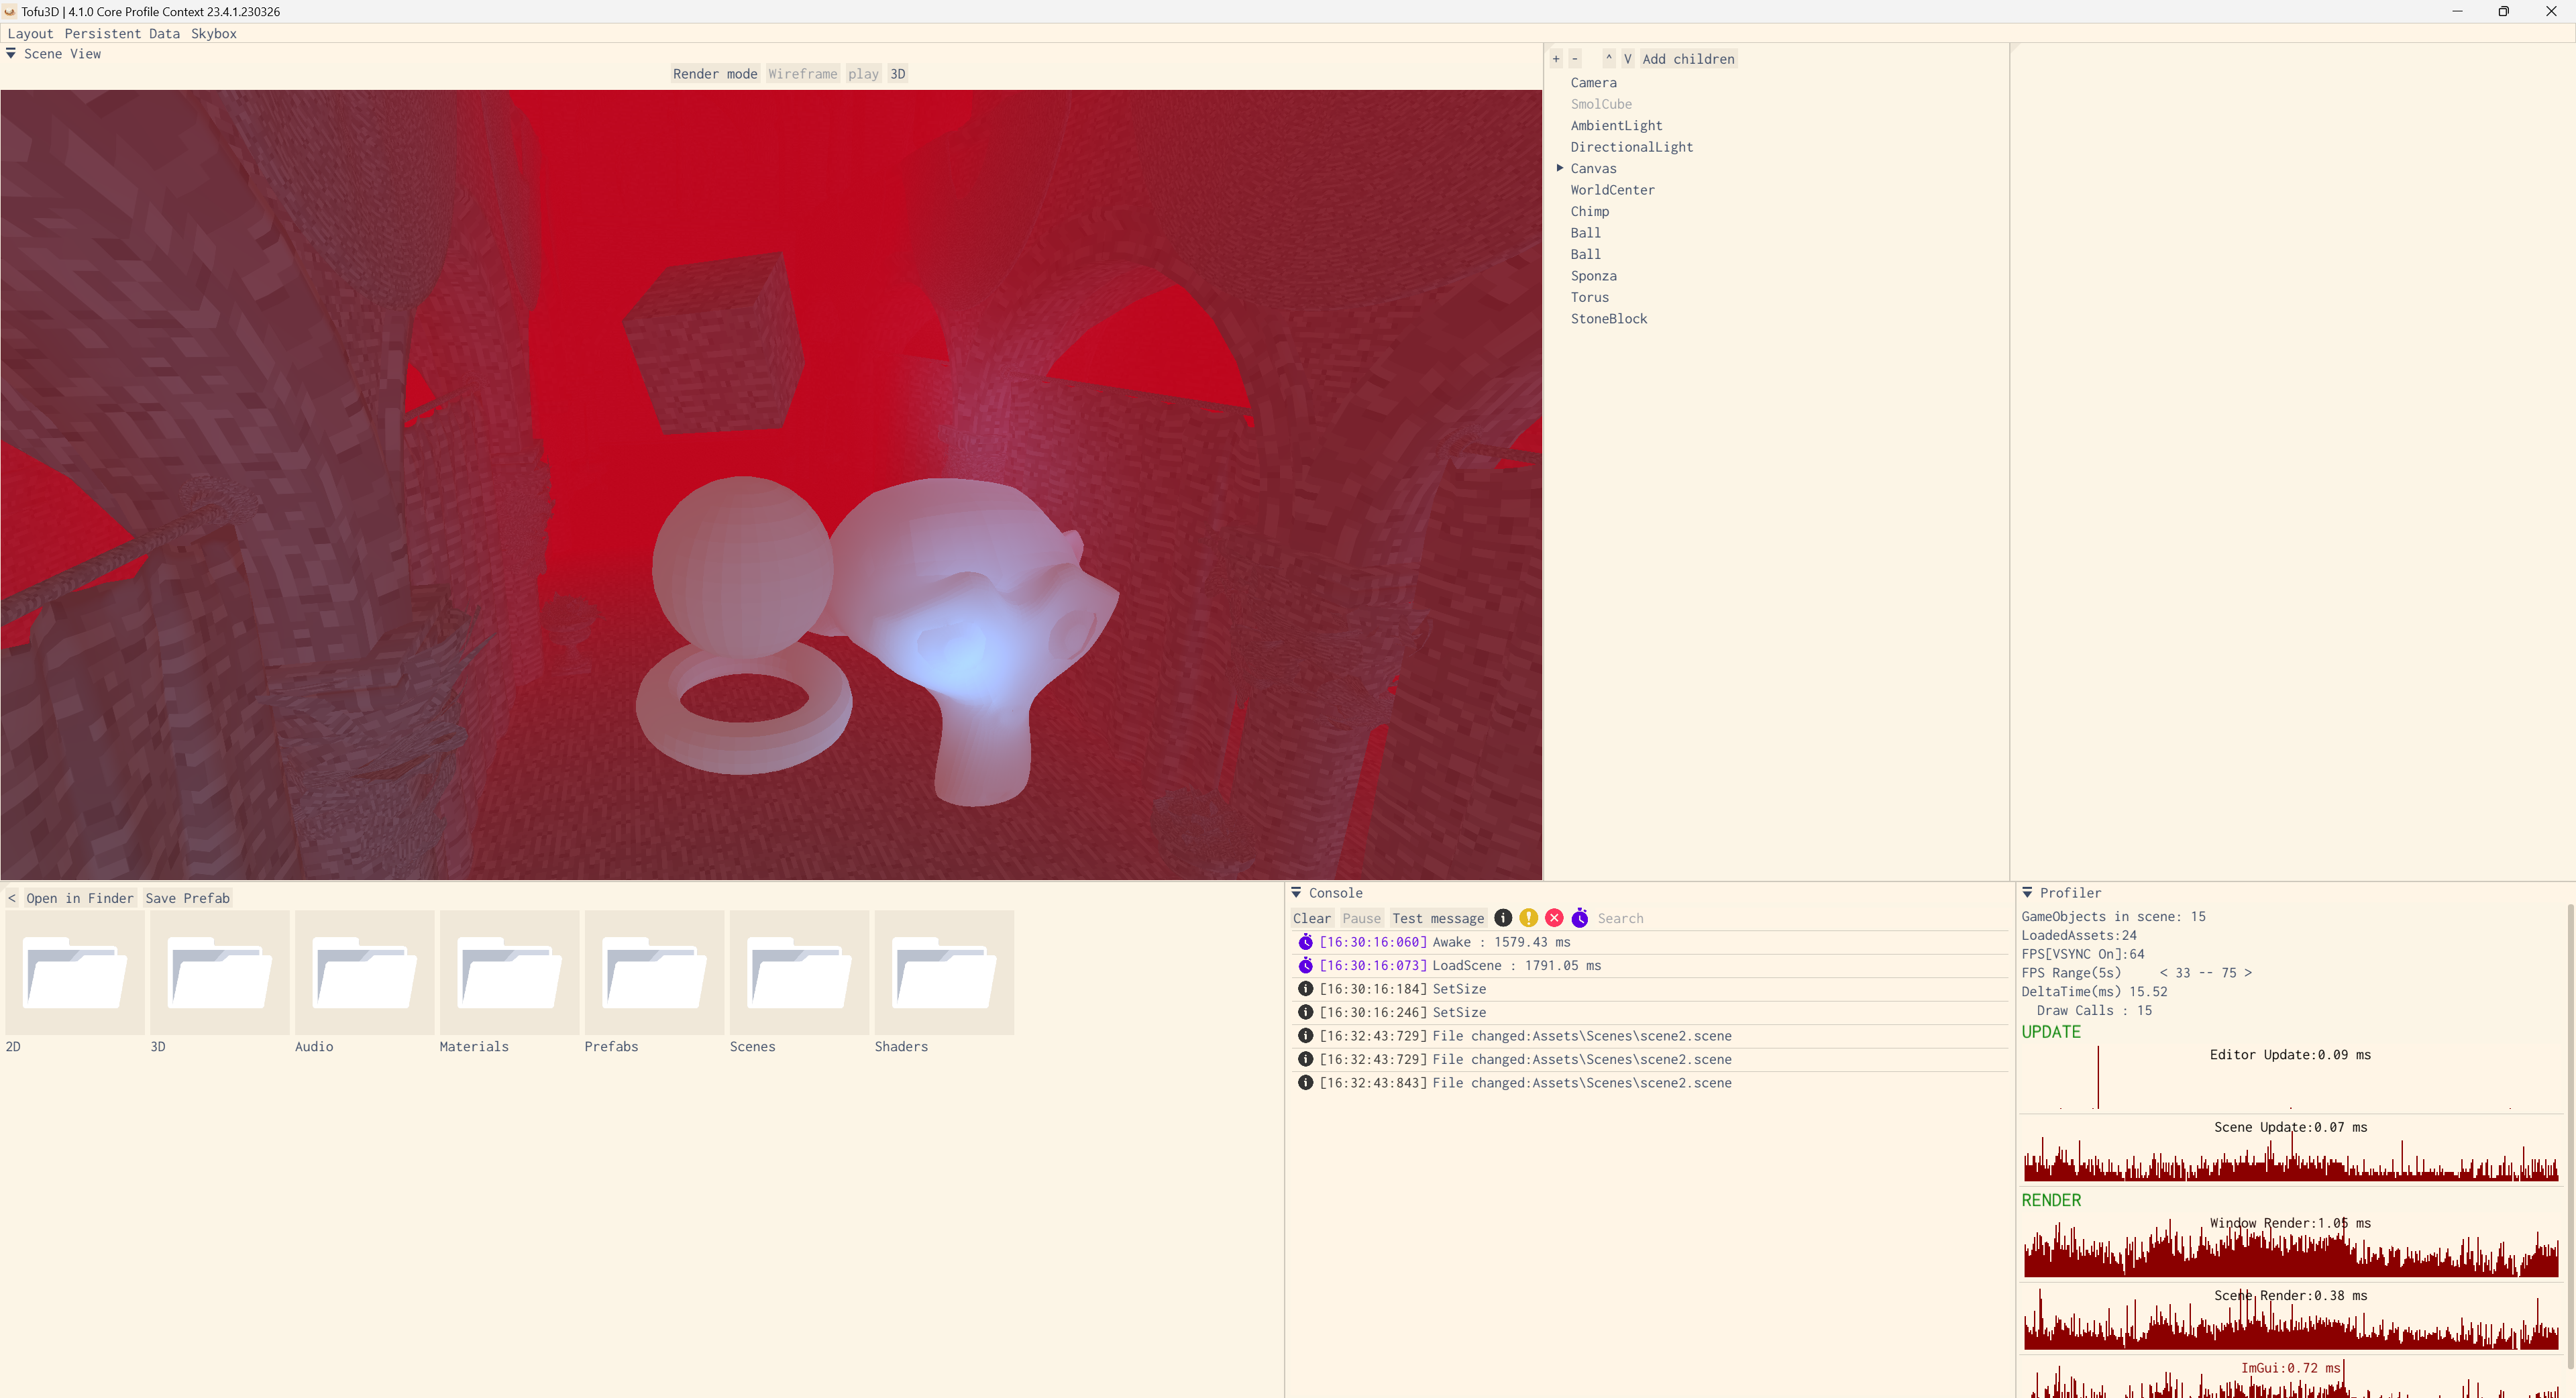 Tofu3D | 4.1.0 Core Profile Context 23.4.1.230326
Layout Persistent Data Skybox
Scene View
Render mode Wireframe play 3D
+ - ^ V Add children
Camera
SmolCube
AmbientLight
DirectionalLight
Canvas
WorldCenter
Chimp
Ball
Ball
Sponza
Torus
StoneBlock
< Open in Finder Save Prefab
2D 3D Audio Materials Prefabs Scenes Shaders
Console
Clear Pause Test message Search
[16:30:16:060] Awake : 1579.43 ms
[16:30:16:073] LoadScene : 1791.05 ms
[16:30:16:184] SetSize
[16:30:16:246] SetSize
[16:32:43:729] File changed:Assets\Scenes\scene2.scene
[16:32:43:729] File changed:Assets\Scenes\scene2.scene
[16:32:43:843] File changed:Assets\Scenes\scene2.scene
Profiler
GameObjects in scene: 15
LoadedAssets:24
FPS[VSYNC On]:64
FPS Range(5s) < 33 -- 75 >
DeltaTime(ms) 15.52
Draw Calls : 15
UPDATE
Editor Update:0.09 ms
Scene Update:0.07 ms
RENDER
Window Render:1.05 ms
Scene Render:0.38 ms
ImGui:0.72 ms